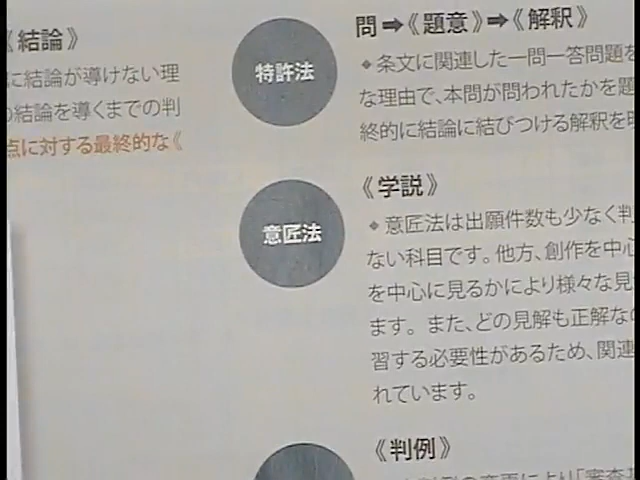 《結論》
に結論が導けない理
結論を導くまでの判
点に対する最終的な《
特許法
問➡《題意》➡《解釈》
◆条文に関連した一問一答問題を
な理由で、本問が問われたかを題
終的に結論に結びつける解釈を
意匠法
《学説》
◆意匠法は出願件数も少なく判
ない科目です。他方、創作を中心
を中心に見るかにより様々な見
ます。また、どの見解も正解な
習する必要性があるため、関連
れています。
《判例》